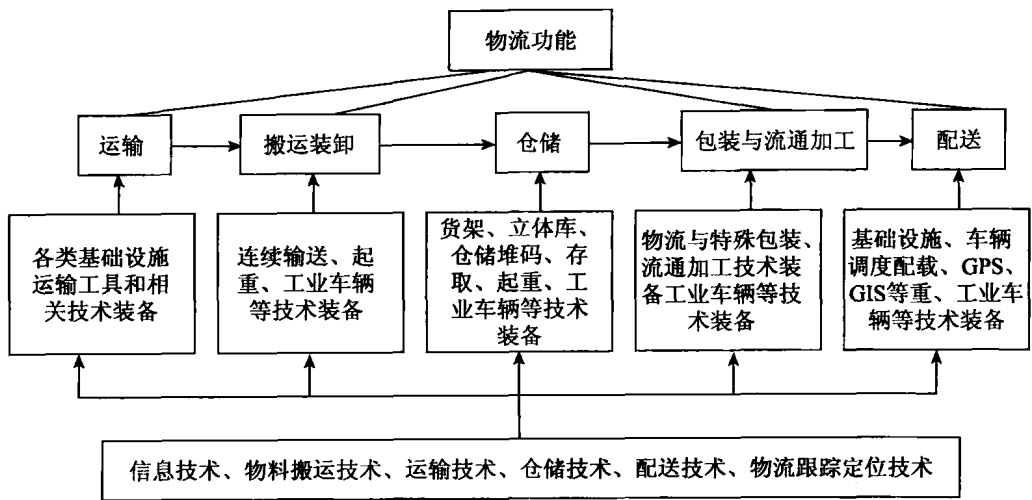 物流功能
运输
搬运装卸
仓储
包装与流通加工
配送
各类基础设施
运输工具和相
关技术装备
连续输送、起
重、工业车辆
等技术装备
货架、立体库、
仓储堆码、存
取、起重、工
业车辆等技术
装备
物流与特殊包装、
流通加工技术装
备工业车辆等技
术装备
基础设施、车辆
调度配载、GPS、
GIS等重、工业车
辆等技术装备
信息技术、物料搬运技术、运输技术、仓储技术、配送技术、物流跟踪定位技术